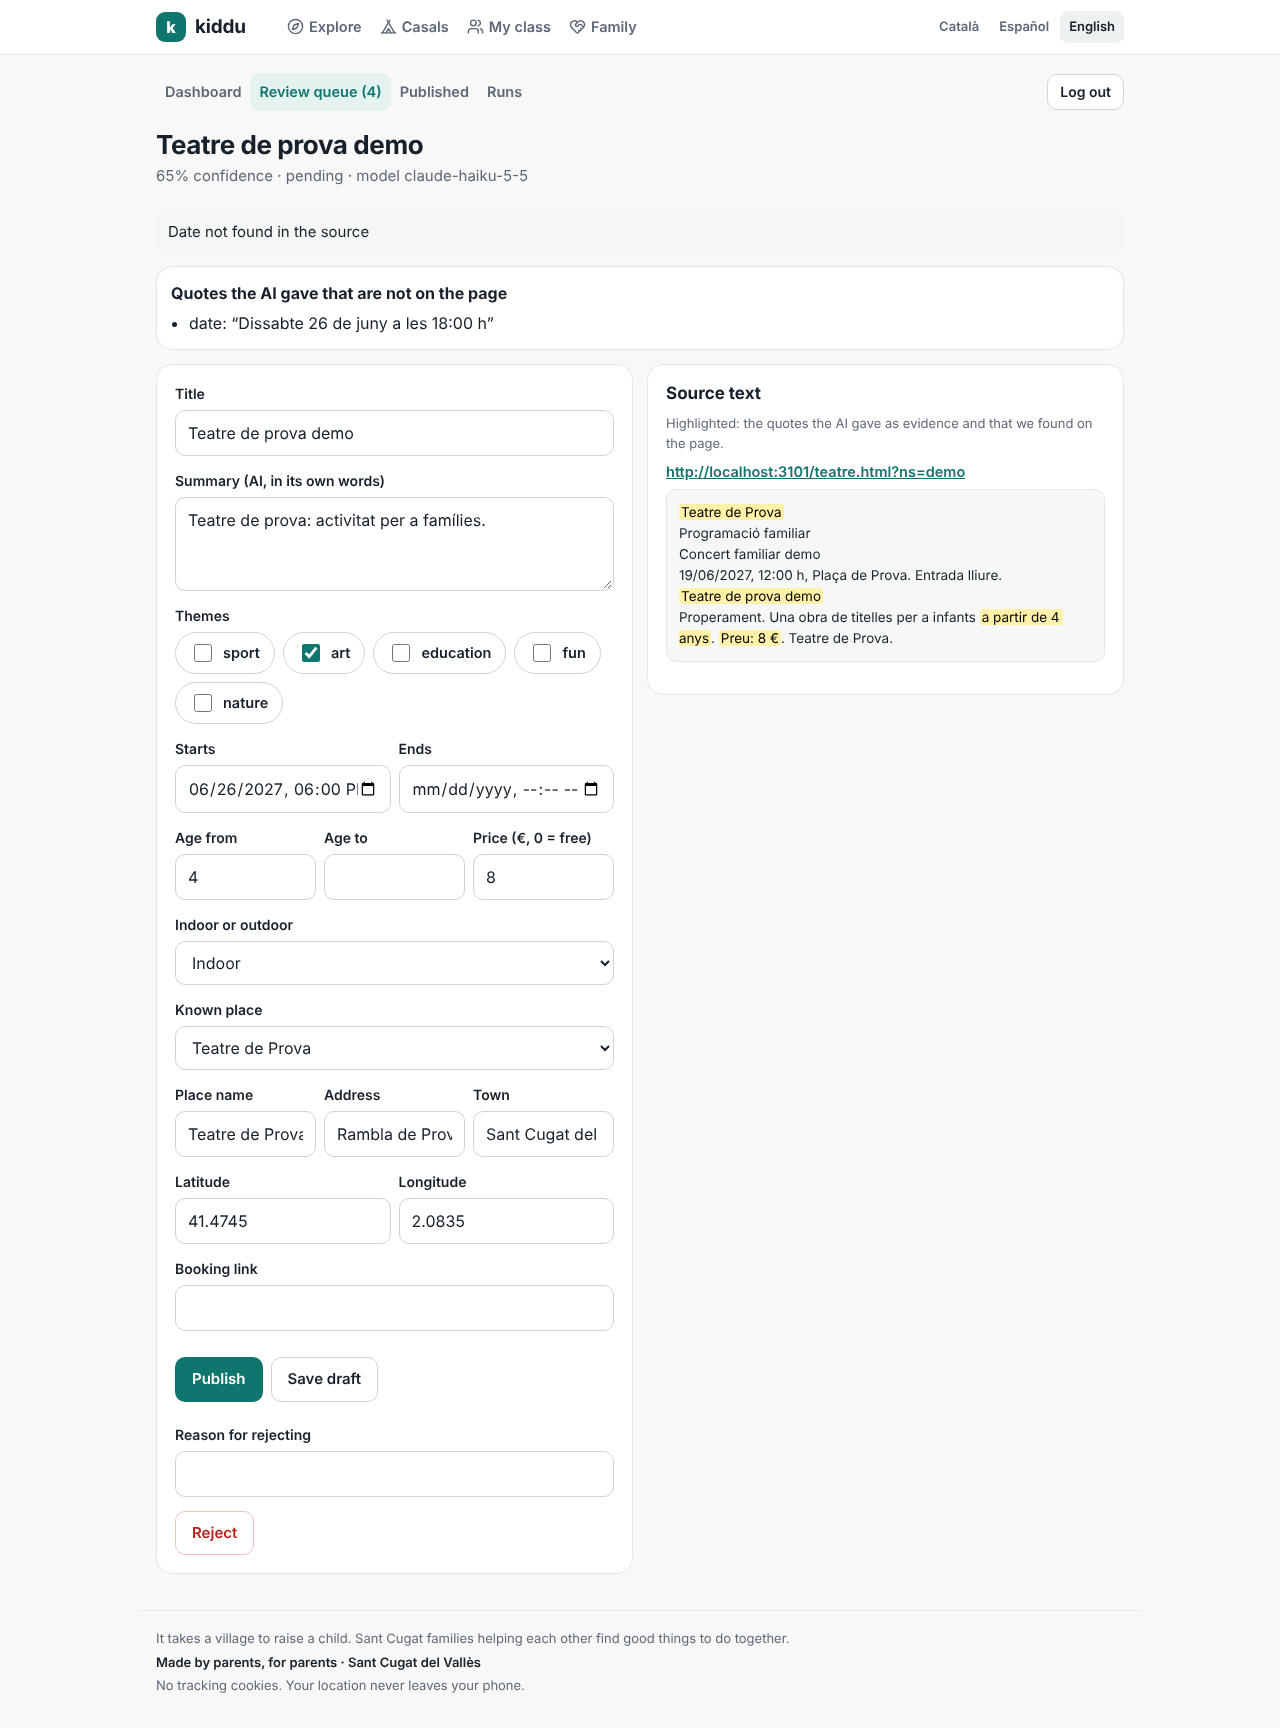 k kiddu Explore Casals My class Family Català Español English
Dashboard Review queue (4) Published Runs Log out
Teatre de prova demo
65% confidence · pending · model claude-haiku-5-5
Date not found in the source
Quotes the AI gave that are not on the page
• date: “Dissabte 26 de juny a les 18:00 h”
Title
Teatre de prova demo
Summary (AI, in its own words)
Teatre de prova: activitat per a famílies.
Themes
sport art education fun
nature
Starts Ends
06/26/2027, 06:00 mm/dd/yyyy, --:-- --
Age from Age to Price (€, 0 = free)
4 8
Indoor or outdoor
Indoor
Known place
Teatre de Prova
Place name Address Town
Teatre de Prova Rambla de Prov Sant Cugat del
Latitude Longitude
41.4745 2.0835
Booking link
Publish Save draft
Reason for rejecting
Reject
Source text
Highlighted: the quotes the AI gave as evidence and that we found on
the page.
http://localhost:3101/teatre.html?ns=demo
Teatre de Prova
Programació familiar
Concert familiar demo
19/06/2027, 12:00 h, Plaça de Prova. Entrada lliure.
Teatre de prova demo
Properament. Una obra de titelles per a infants a partir de 4
anys. Preu: 8 €. Teatre de Prova.
It takes a village to raise a child. Sant Cugat families helping each other find good things to do together.
Made by parents, for parents · Sant Cugat del Vallès
No tracking cookies. Your location never leaves your phone.